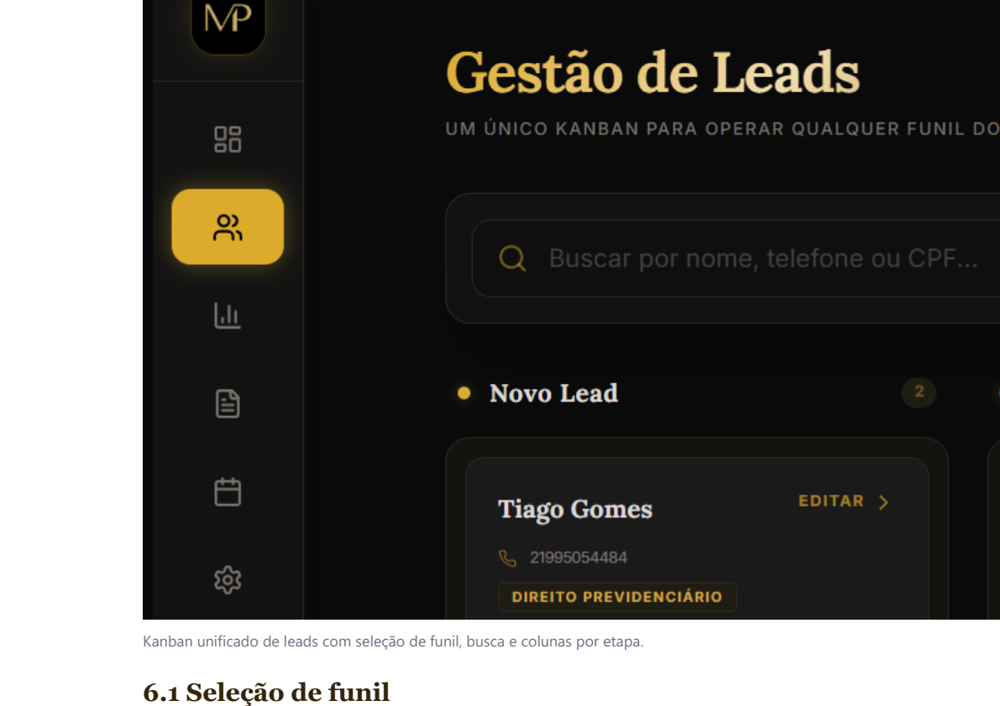 MP
Gestão de Leads
UM ÚNICO KANBAN PARA OPERAR QUALQUER FUNIL DO
Buscar por nome, telefone ou CPF...
Novo Lead
2
Tiago Gomes
EDITAR
21995054484
DIREITO PREVIDENCIÁRIO
Kanban unificado de leads com seleção de funil, busca e colunas por etapa.
6.1 Seleção de funil